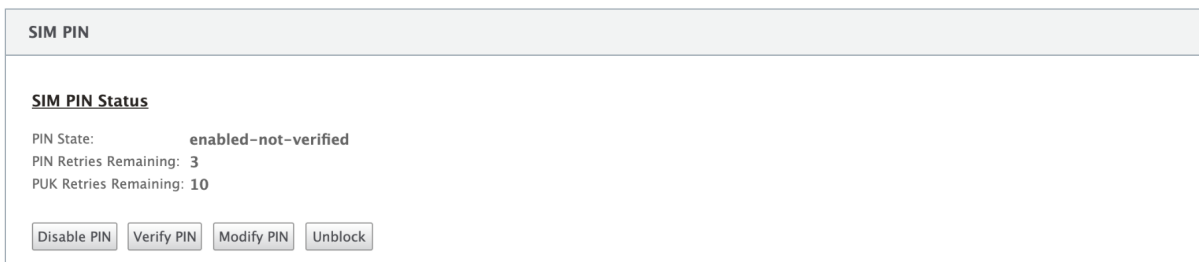 SIM PIN
SIM PIN Status
PIN State: enabled-not-verified
PIN Retries Remaining: 3
PUK Retries Remaining: 10
Disable PIN Verify PIN Modify PIN Unblock